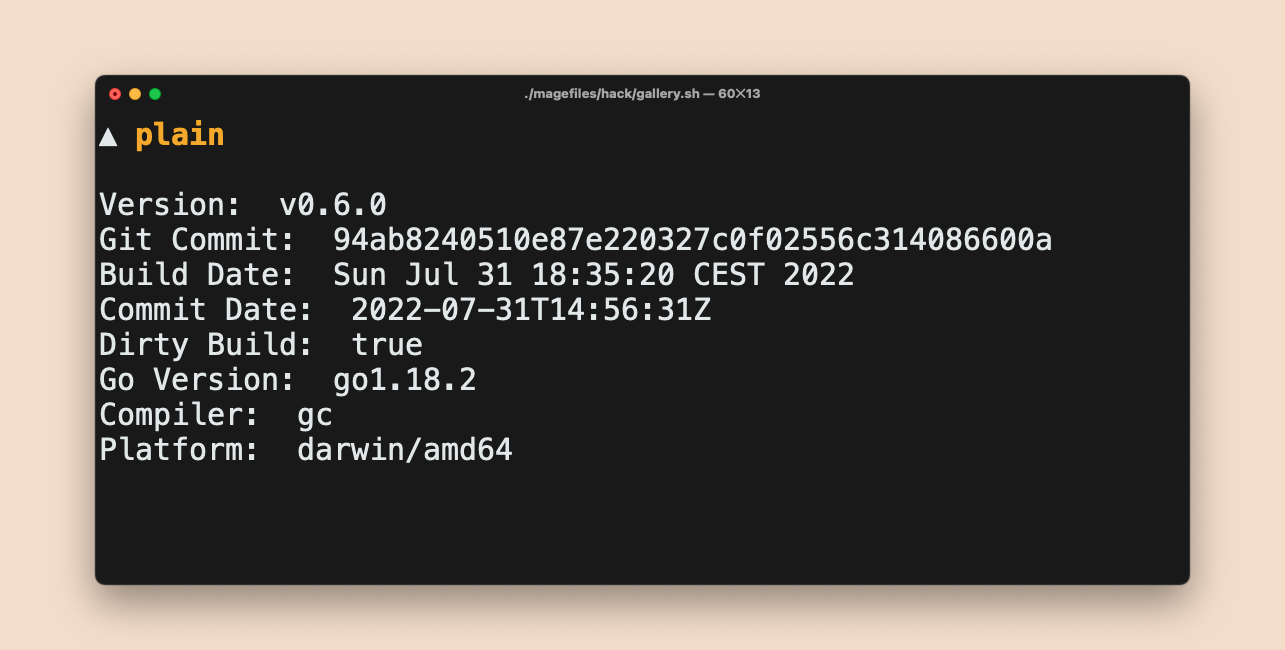 ./magefiles/hack/gallery.sh — 60×13
▲ plain
Version:  v0.6.0
Git Commit:  94ab8240510e87e220327c0f02556c314086600a
Build Date:  Sun Jul 31 18:35:20 CEST 2022
Commit Date:  2022-07-31T14:56:31Z
Dirty Build:  true
Go Version:  go1.18.2
Compiler:  gc
Platform:  darwin/amd64